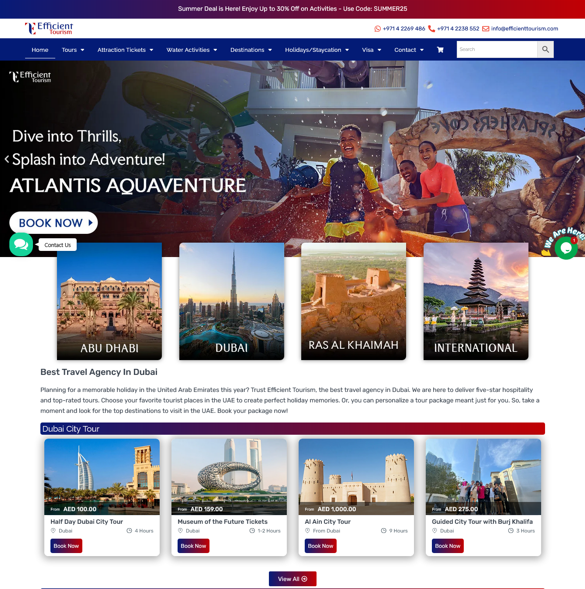 Summer Deal is Here! Enjoy Up to 30% Off on Activities - Use Code: SUMMER25
Efficient
Tourism
+971 4 2269 486 +971 4 2238 552 info@efficienttourism.com
Home Tours Attraction Tickets Water Activities Destinations Holidays/Staycation Visa Contact Search
Efficient
Tourism
Dive into Thrills,
Splash into Adventure!
ATLANTIS AQUAVENTURE
BOOK NOW
Contact Us
We Are Here!
ABU DHABI
DUBAI
RAS AL KHAIMAH
INTERNATIONAL
Best Travel Agency In Dubai
Planning for a memorable holiday in the United Arab Emirates this year? Trust Efficient Tourism, the best travel agency in Dubai. We are here to deliver five-star hospitality
and top-rated tours. Choose your favorite tourist places in the UAE to create perfect holiday memories. Or, you can personalize a tour package meant just for you. So, take a
moment and look for the top destinations to visit in the UAE. Book your package now!
Dubai City Tour
From AED 100.00
Half Day Dubai City Tour
Dubai 4 Hours
Book Now
From AED 159.00
Museum of the Future Tickets
Dubai 1-2 Hours
Book Now
From AED 1,000.00
Al Ain City Tour
From Dubai 9 Hours
Book Now
From AED 275.00
Guided City Tour with Burj Khalifa
Dubai 3 Hours
Book Now
View All